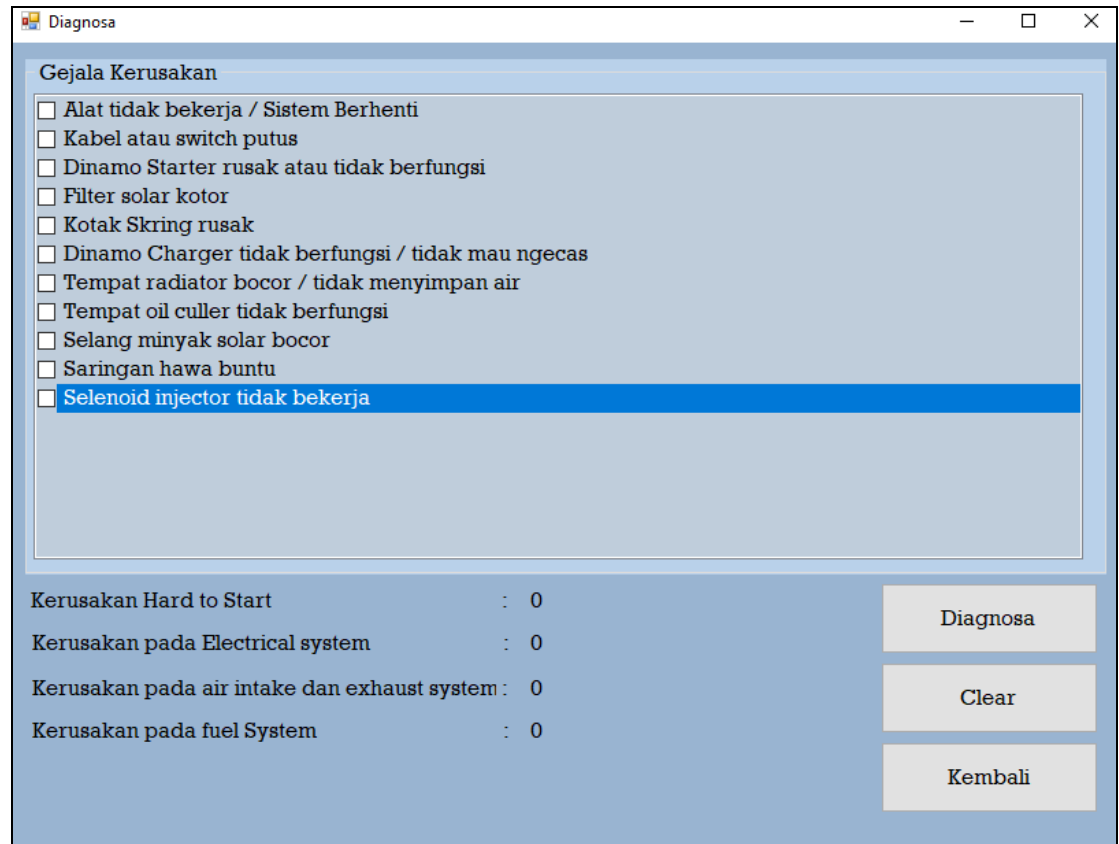 Diagnosa
Gejala Kerusakan
Alat tidak bekerja / Sistem Berhenti
Kabel atau switch putus
Dinamo Starter rusak atau tidak berfungsi
Filter solar kotor
Kotak Skring rusak
Dinamo Charger tidak berfungsi / tidak mau ngecas
Tempat radiator bocor / tidak menyimpan air
Tempat oil culler tidak berfungsi
Selang minyak solar bocor
Saringan hawa buntu
Selenoid injector tidak bekerja
Kerusakan Hard to Start : 0
Kerusakan pada Electrical system : 0
Kerusakan pada air intake dan exhaust system : 0
Kerusakan pada fuel System : 0
Diagnosa
Clear
Kembali